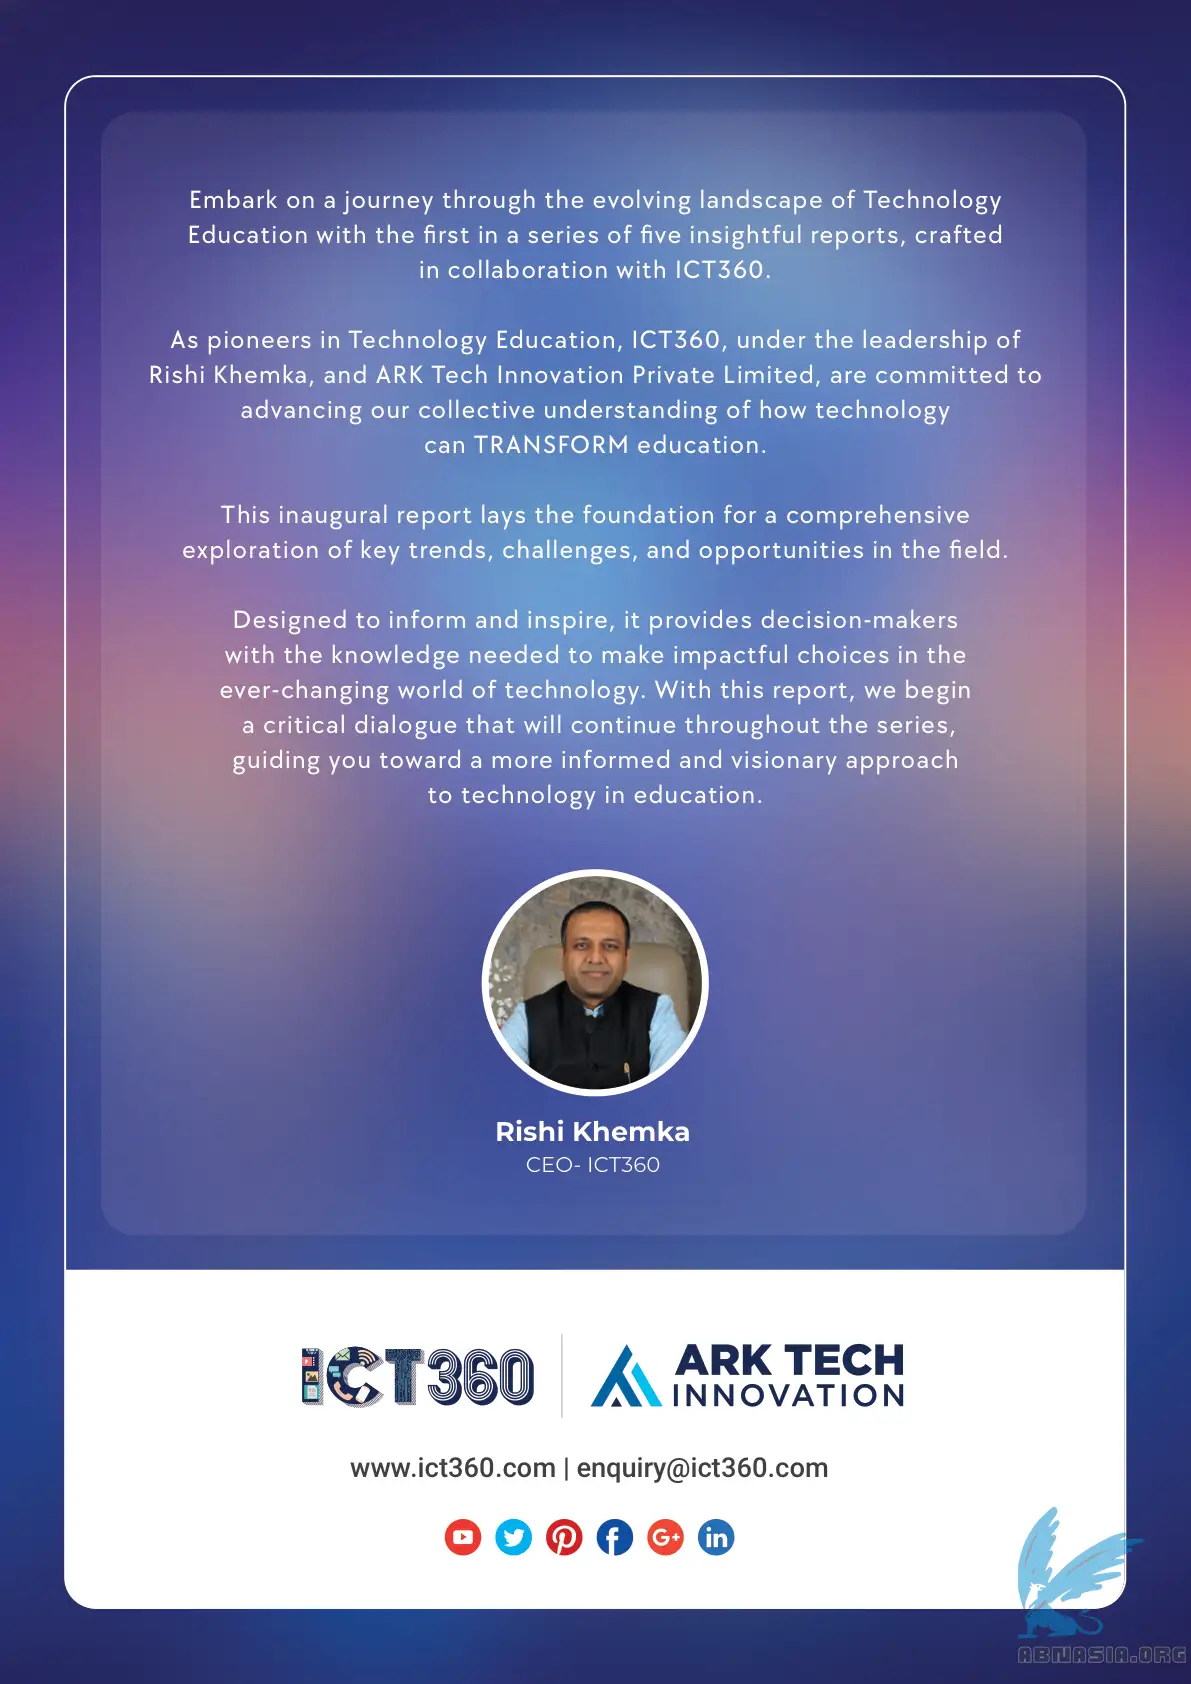 Embark on a journey through the evolving landscape of Technology
Education with the first in a series of five insightful reports, crafted
in collaboration with ICT360.
As pioneers in Technology Education, ICT360, under the leadership of
Rishi Khemka, and ARK Tech Innovation Private Limited, are committed to
advancing our collective understanding of how technology
can TRANSFORM education.
This inaugural report lays the foundation for a comprehensive
exploration of key trends, challenges, and opportunities in the field.
Designed to inform and inspire, it provides decision-makers
with the knowledge needed to make impactful choices in the
ever-changing world of technology. With this report, we begin
a critical dialogue that will continue throughout the series,
guiding you toward a more informed and visionary approach
to technology in education.
Rishi Khemka
CEO- ICT360
ICT360
ARK TECH
INNOVATION
www.ict360.com | enquiry@ict360.com
ABNASIA.ORG